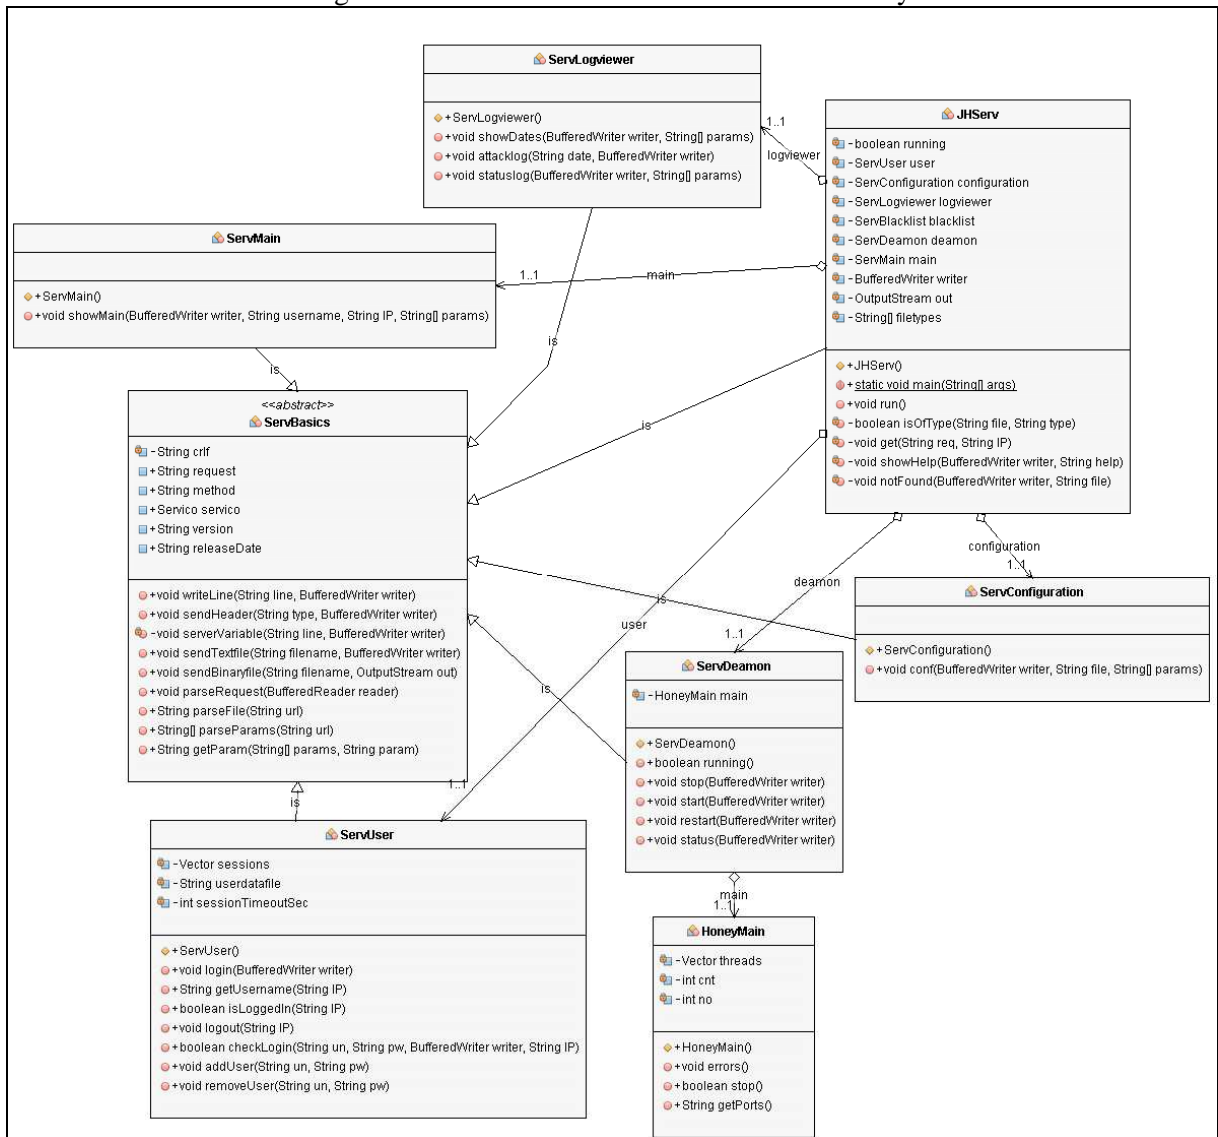 ServLogviewer
+ServLogviewer()
+void showDates(BufferedWriter writer, String[] params)
+void attacklog(String date, BufferedWriter writer)
+void statuslog(BufferedWriter writer, String[] params)
1..1
logviewer
JHServ
-boolean running
-ServUser user
-ServConfiguration configuration
-ServLogviewer logviewer
-ServBlacklist blacklist
-ServDeamon deamon
-ServMain main
-BufferedWriter writer
-OutputStream out
-String[] filetypes
+JHServ()
+static void main(String[] args)
+void run()
-boolean isOfType(String file, String type)
-void get(String req, String IP)
-void showHelp(BufferedWriter writer, String help)
-void notFound(BufferedWriter writer, String file)
ServMain
+ServMain()
+void showMain(BufferedWriter writer, String username, String IP, String[] params)
1..1
main
is
is
is
<<abstract>>
ServBasics
-String crlf
+String request
+String method
+Servico servico
+String version
+String releaseDate
+void writeLine(String line, BufferedWriter writer)
+void sendHeader(String type, BufferedWriter writer)
-void serverVariable(String line, BufferedWriter writer)
+void sendTextfile(String filename, BufferedWriter writer)
+void sendBinaryfile(String filename, OutputStream out)
+void parseRequest(BufferedReader reader)
+String parseFile(String url)
+String[] parseParams(String url)
+String getParam(String[] params, String param)
configuration
1..1
deamon
1..1
is
user
is
1..1
is
ServConfiguration
+ServConfiguration()
+void conf(BufferedWriter writer, String file, String[] params)
ServDeamon
-HoneyMain main
+ServDeamon()
+boolean running()
+void stop(BufferedWriter writer)
+void start(BufferedWriter writer)
+void restart(BufferedWriter writer)
+void status(BufferedWriter writer)
main
1..1
ServUser
-Vector sessions
-String userdatafile
-int sessionTimeoutSec
+ServUser()
+void login(BufferedWriter writer)
+String getUsername(String IP)
+boolean isLoggedIn(String IP)
+void logout(String IP)
+boolean checkLogin(String un, String pw, BufferedWriter writer, String IP)
+void addUser(String un, String pw)
+void removeUser(String un, String pw)
HoneyMain
-Vector threads
-int cnt
-int no
+HoneyMain()
+void errors()
+boolean stop()
+String getPorts()